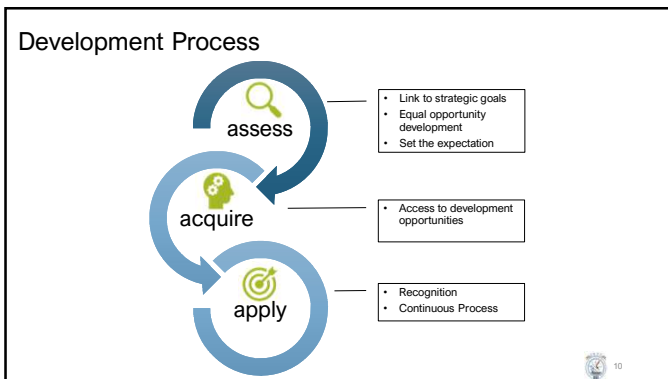 Development Process
assess
• Link to strategic goals
• Equal opportunity
development
• Set the expectation
acquire
• Access to development
opportunities
apply
• Recognition
• Continuous Process
10